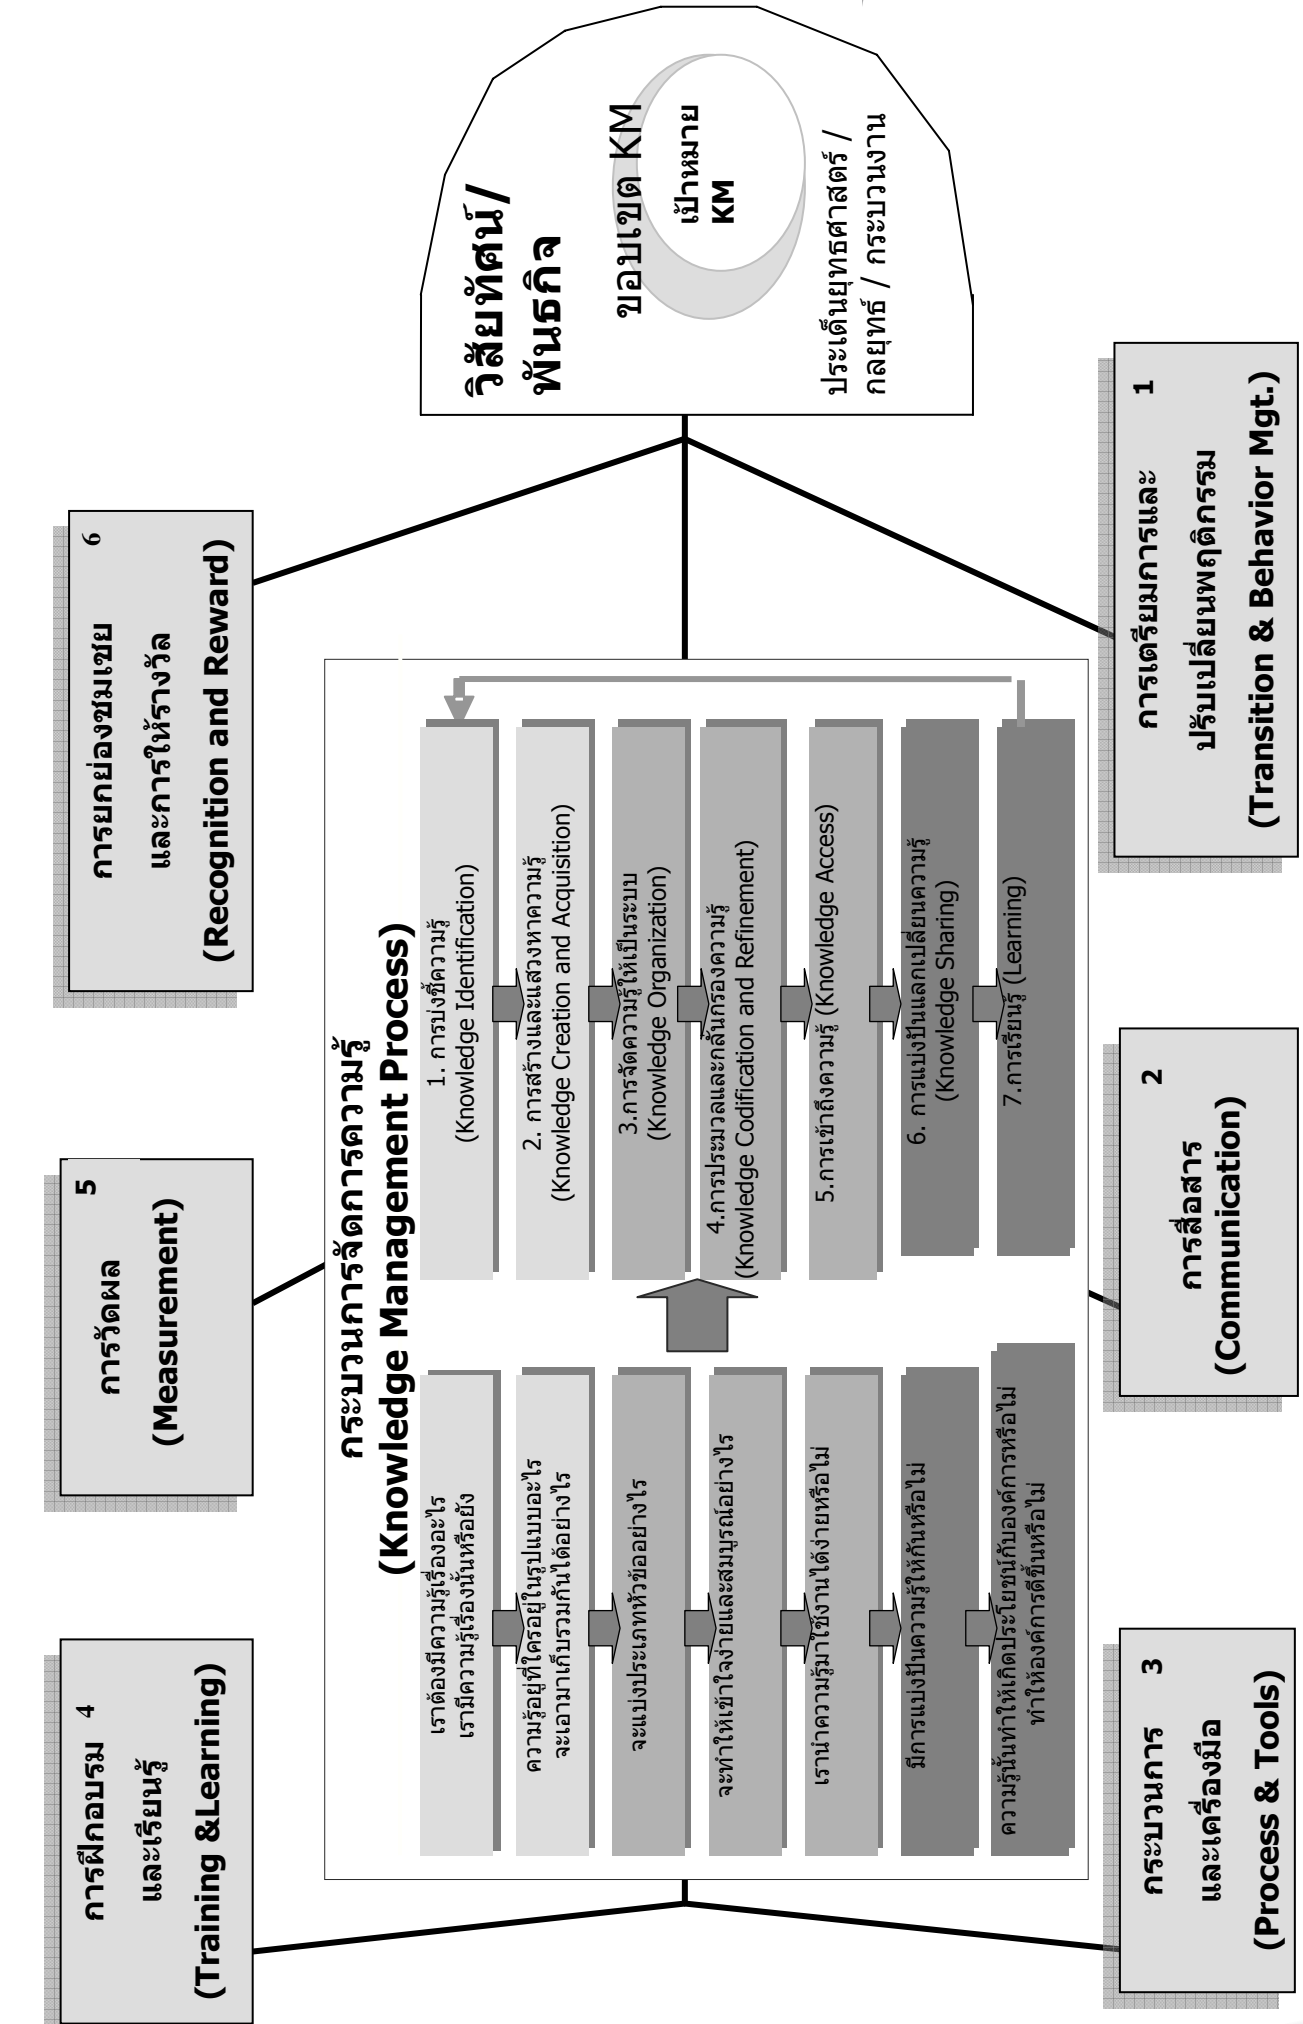 วิสัยทัศน์/
พันธกิจ
ขอบเขต KM
เป้าหมาย
KM
ประเด็นยุทธศาสตร์ /
กลยุทธ์ / กระบวนงาน
การฝึกอบรม 4
และเรียนรู้
(Training &Learning)
การวัดผล 5
(Measurement)
การยกย่องชมเชย 6
และการให้รางวัล
(Recognition and Reward)
กระบวนการจัดการความรู้
(Knowledge Management Process)
เราต้องมีความรู้เรื่องอะไร
เรามีความรู้เรื่องนั้นหรือยัง
ความรู้อยู่ที่ใครอยู่ในรูปแบบอะไร
จะเอามาเก็บรวมกันได้อย่างไร
จะแบ่งประเภทหัวข้ออย่างไร
จะทำให้เข้าใจง่ายและสมบูรณ์อย่างไร
เรานำความรู้มาใช้งานได้ง่ายหรือไม่
มีการแบ่งปันความรู้ให้กันหรือไม่
ความรู้นั้นทำให้เกิดประโยชน์กับองค์การหรือไม่
ทำให้องค์การดีขึ้นหรือไม่
1. การบ่งชี้ความรู้
(Knowledge Identification)
2. การสร้างและแสวงหาความรู้
(Knowledge Creation and Acquisition)
3.การจัดความรู้ให้เป็นระบบ
(Knowledge Organization)
4.การประมวลและกลั่นกรองความรู้
(Knowledge Codification and Refinement)
5.การเข้าถึงความรู้ (Knowledge Access)
6. การแบ่งปันแลกเปลี่ยนความรู้
(Knowledge Sharing)
7.การเรียนรู้ (Learning)
กระบวนการ 3
และเครื่องมือ
(Process & Tools)
2
การสื่อสาร
(Communication)
การเตรียมการและ 1
ปรับเปลี่ยนพฤติกรรม
(Transition & Behavior Mgt.)